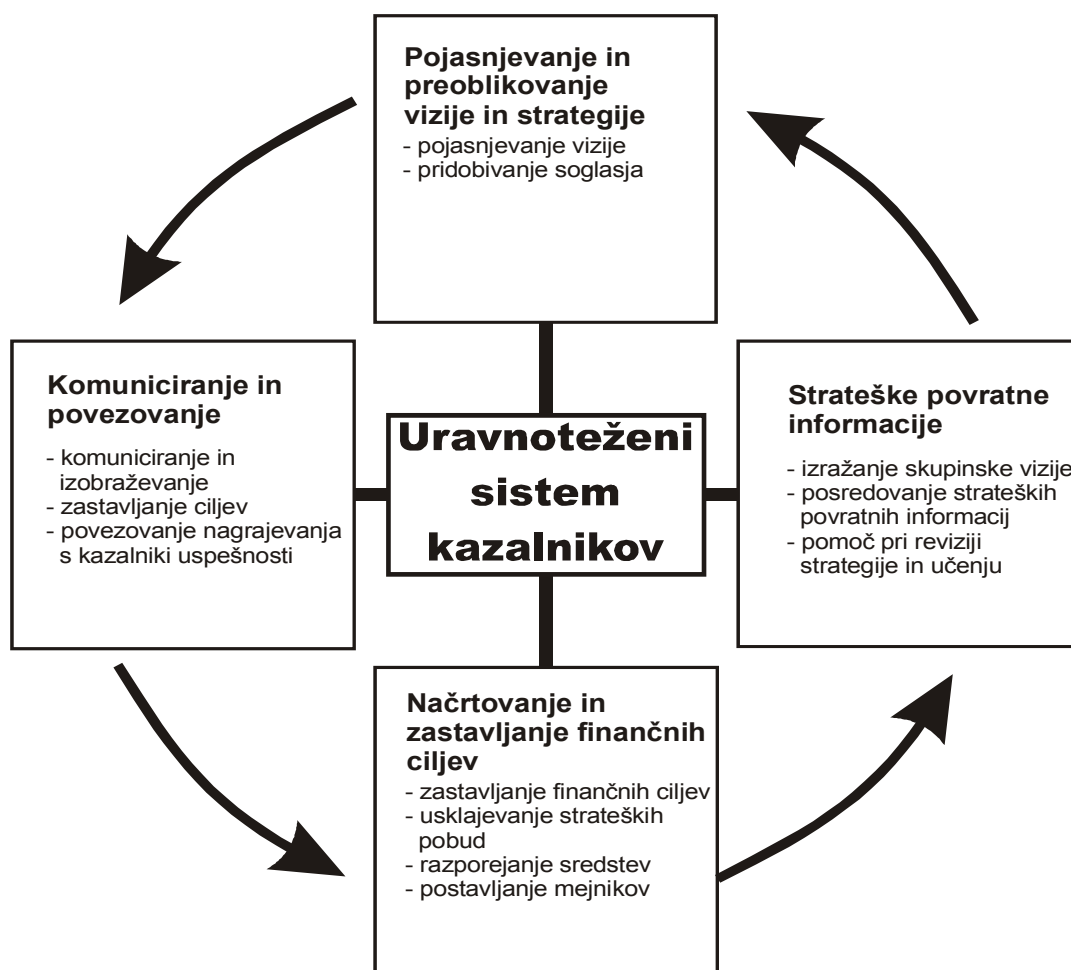 Pojasnjevanje in
preoblikovanje
vizije in strategije
- pojasnjevanje vizije
- pridobivanje soglasja
Komuniciranje in
povezovanje
- komuniciranje in
izobraževanje
- zastavljanje ciljev
- povezovanje nagrajevanja
s kazalniki uspešnosti
Uravnoteženi
sistem
kazalnikov
Strateške povratne
informacije
- izražanje skupinske vizije
- posredovanje strateških
povratnih informacij
- pomoč pri reviziji
strategije in učenju
Načrtovanje in
zastavljanje finančnih
ciljev
- zastavljanje finančnih ciljev
- usklajevanje strateških
pobud
- razporejanje sredstev
- postavljanje mejnikov